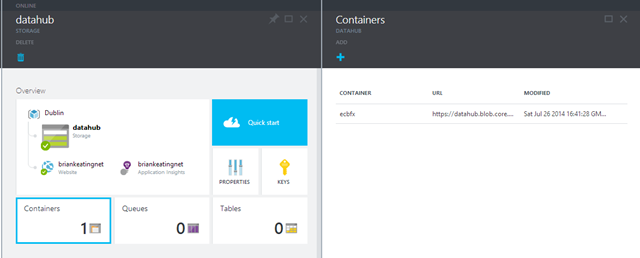 ONLINE
datahub
STORAGE
DELETE
Overview
Dublin
datahub
Storage
briankeatingnet
Website
briankeatingnet
Application Insights
Quick start
PROPERTIES
KEYS
Containers
1
Queues
0
Tables
0
Containers
DATAHUB
ADD
CONTAINER URL MODIFIED
ecbfx https://datahub.blob.core.... Sat Jul 26 2014 16:41:28 GM...